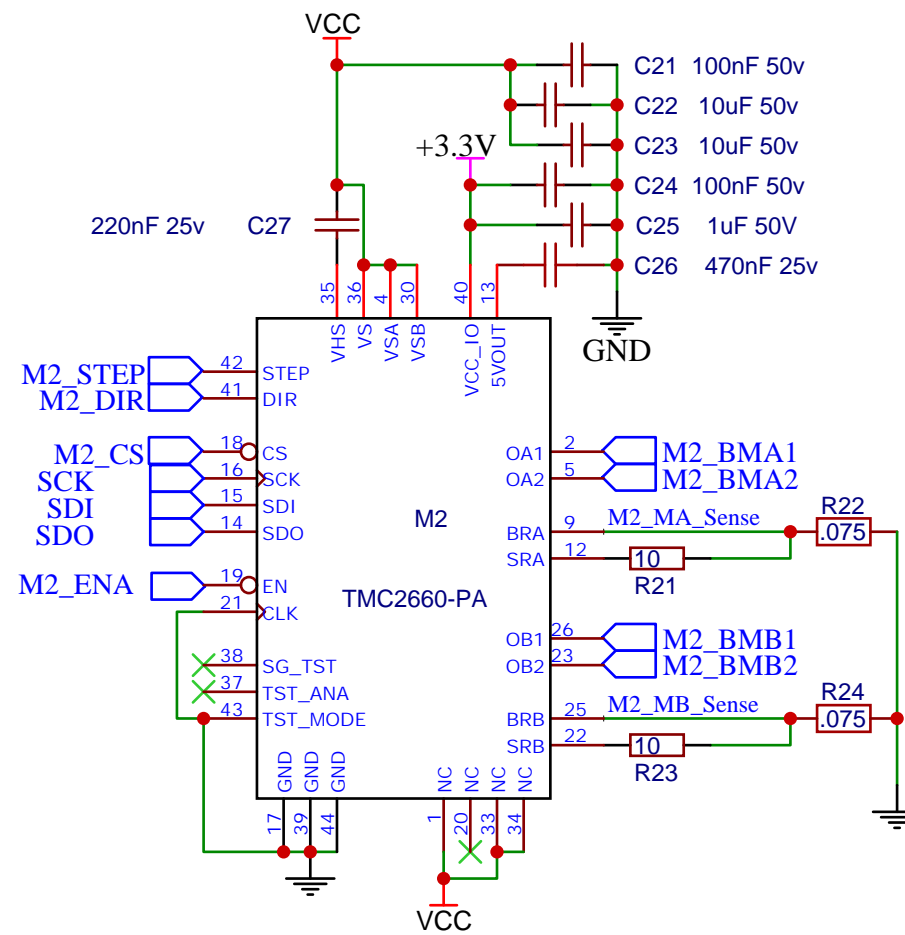 VCC
C21 100nF 50v
C22 10uF 50v
C23 10uF 50v
+3.3V
C24 100nF 50v
220nF 25v C27
C25 1uF 50V
C26 470nF 25v
GND
35 36 4 30 40 13
VHS VS VSA VSB VCC_IO 5VOUT
M2_STEP 42 STEP
M2_DIR 41 DIR
M2_CS 18 CS
SCK 16 SCK
SDI 15 SDI
SDO 14 SDO
M2_ENA 19 EN
21 CLK
38 SG_TST
37 TST_ANA
43 TST_MODE
M2
TMC2660-PA
OA1 2 M2_BMA1
OA2 5 M2_BMA2
BRA 9 M2_MA_Sense
R22
.075
SRA 12 10
R21
OB1 26 M2_BMB1
OB2 23 M2_BMB2
BRB 25 M2_MB_Sense
R24
.075
SRB 22 10
R23
GND GND GND NC NC NC NC
17 39 44 1 20 33 34
VCC